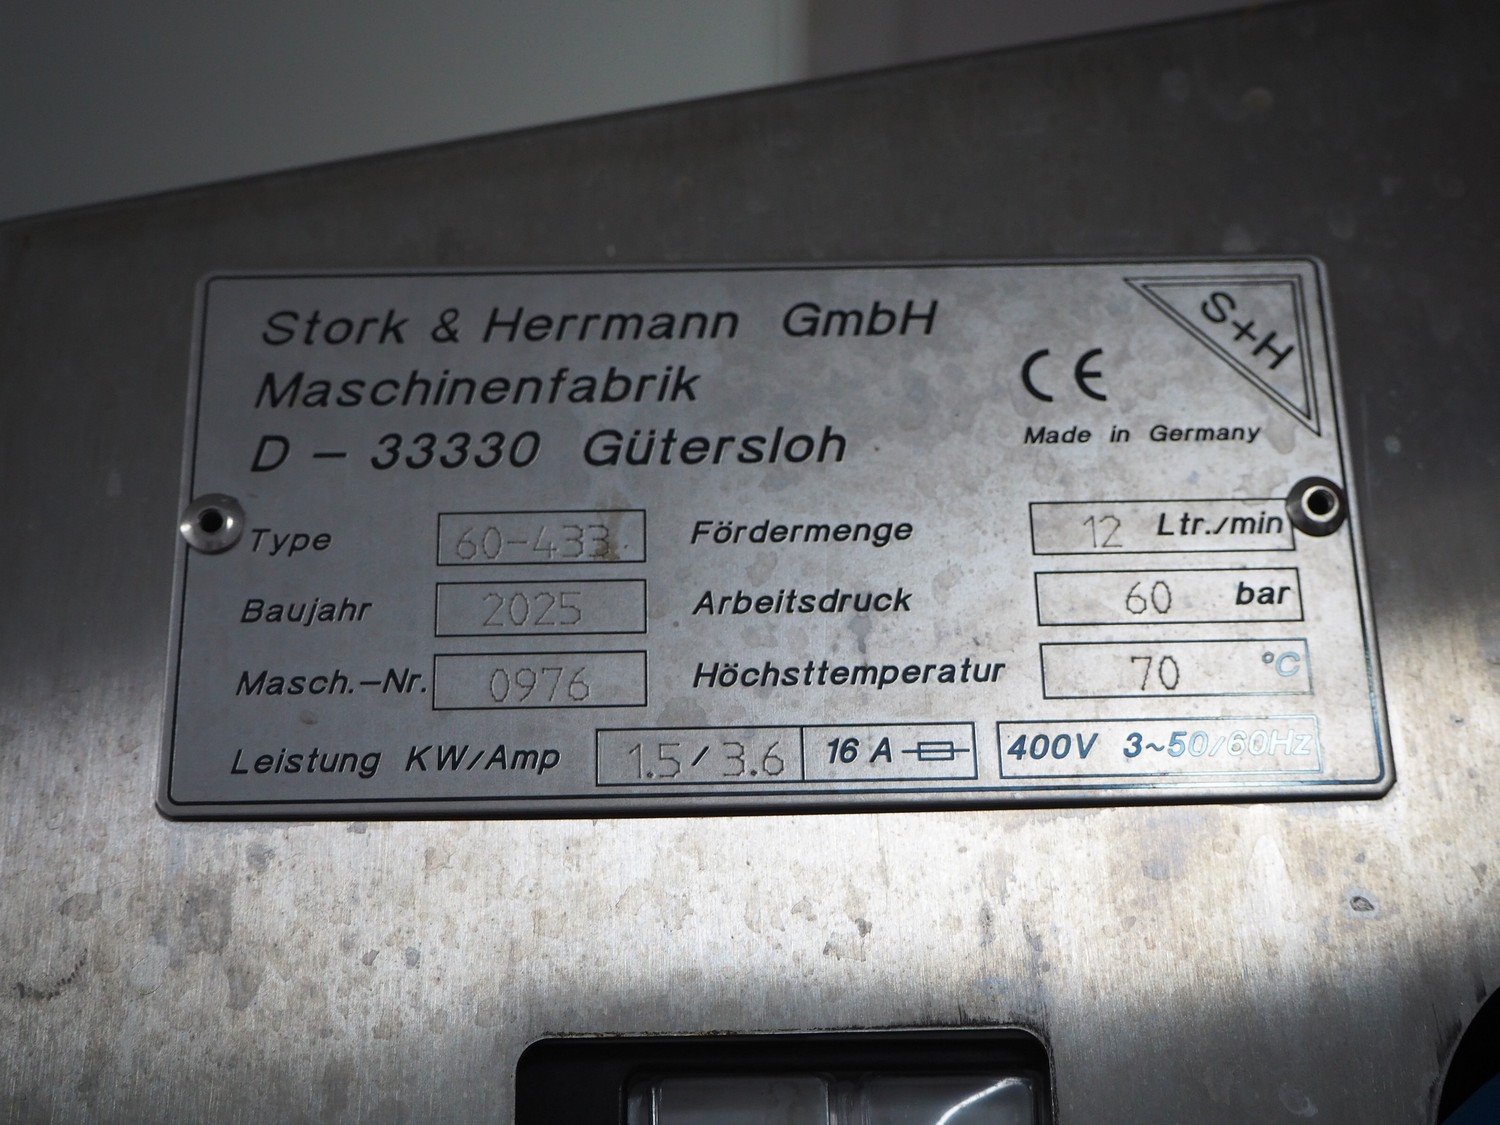 Stork & Herrmann GmbH
Maschinenfabrik
D – 33330 Gütersloh
S+H
CE
Made in Germany
Type 60-433 Fördermenge 12 Ltr./min
Baujahr 2025 Arbeitsdruck 60 bar
Masch.-Nr. 0976 Höchsttemperatur 70 °C
Leistung KW/Amp 1.5 / 3.6 16 A 400V 3~50/60Hz